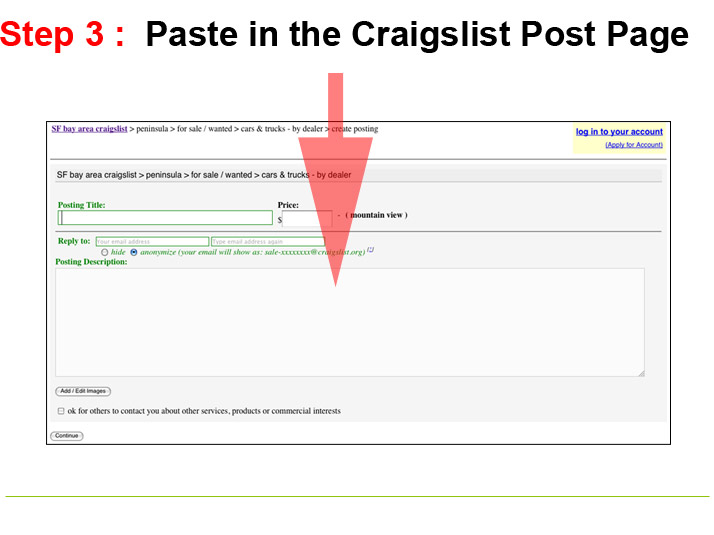 Step 3 : Paste in the Craigslist Post Page
SF bay area craigslist > peninsula > for sale / wanted > cars & trucks - by dealer > create posting
log in to your account
(Apply for Account)
SF bay area craigslist > peninsula > for sale / wanted > cars & trucks - by dealer
Posting Title: Price:
$ - ( mountain view )
Reply to: Your email address Type email address again
hide anonymize (your email will show as: sale-xxxxxxxx@craigslist.org) [?]
Posting Description:
Add / Edit Images
ok for others to contact you about other services, products or commercial interests
Continue